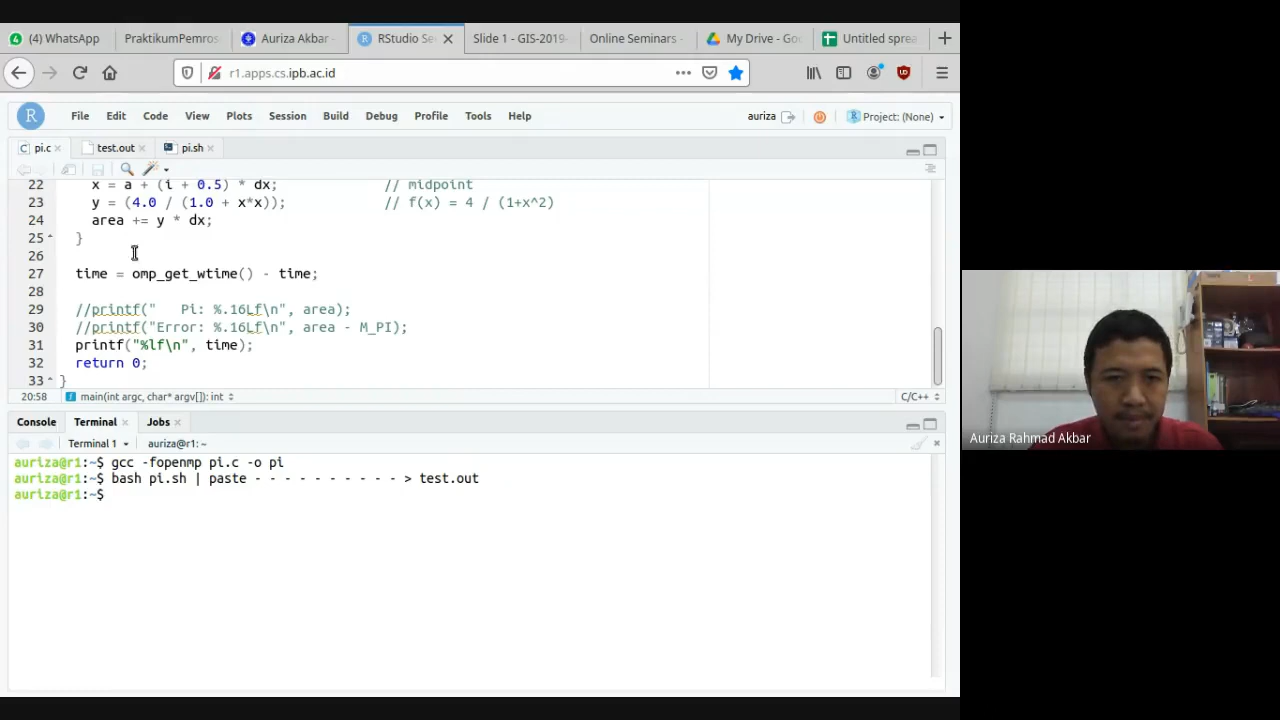 (4) WhatsApp
PraktikumPemros
Auriza Akbar -
RStudio Se
Slide 1 - GIS-2019-
Online Seminars -
My Drive - Goo
Untitled sprea
r1.apps.cs.ipb.ac.id
File Edit Code View Plots Session Build Debug Profile Tools Help
auriza
Project: (None)
pi.c
test.out
pi.sh
22 x = a + (i + 0.5) * dx; // midpoint
23 y = (4.0 / (1.0 + x*x)); // f(x) = 4 / (1+x^2)
24 area += y * dx;
25 }
26
27 time = omp_get_wtime() - time;
28
29 //printf("   Pi: %.16Lf\n", area);
30 //printf("Error: %.16Lf\n", area - M_PI);
31 printf("%lf\n", time);
32 return 0;
33 }
20:58 main(int argc, char* argv[]): int
C/C++
Console Terminal Jobs
Terminal 1 auriza@r1: ~
auriza@r1:~$ gcc -fopenmp pi.c -o pi
auriza@r1:~$ bash pi.sh | paste - - - - - - - - - - > test.out
auriza@r1:~$
Auriza Rahmad Akbar